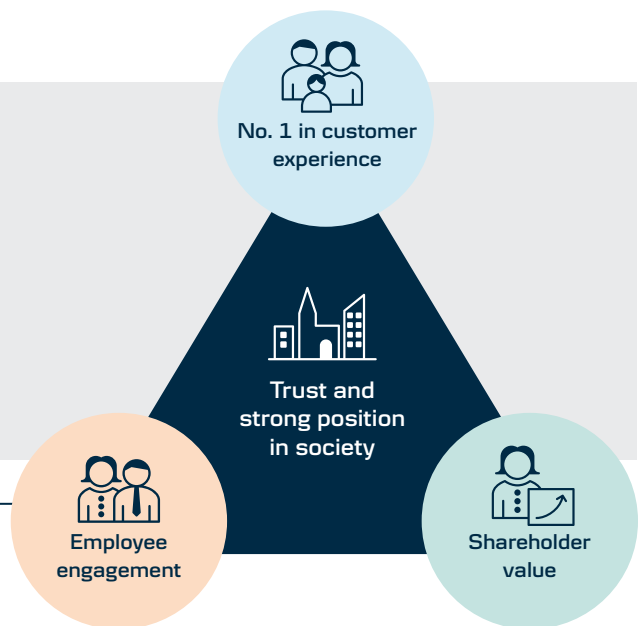 No. 1 in customer
experience
Trust and
strong position
in society
Employee
engagement
Shareholder
value